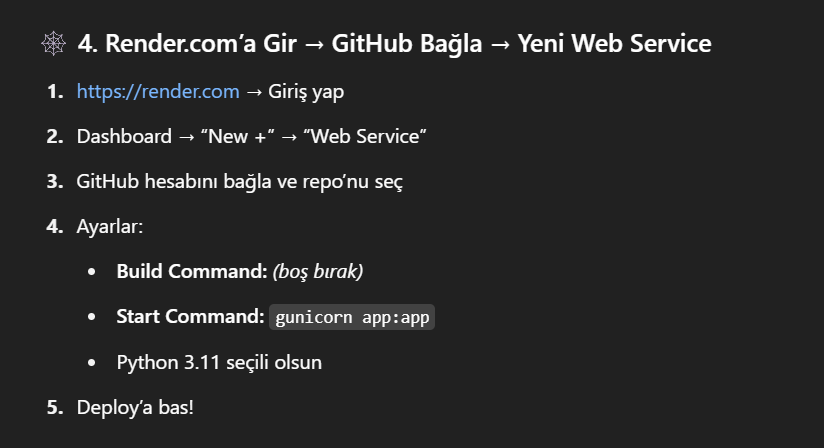 4. Render.com’a Gir → GitHub Bağla → Yeni Web Service
1. https://render.com → Giriş yap
2. Dashboard → “New +” → “Web Service”
3. GitHub hesabını bağla ve repo’nu seç
4. Ayarlar:
• Build Command: (boş bırak)
• Start Command: gunicorn app:app
• Python 3.11 seçili olsun
5. Deploy’a bas!